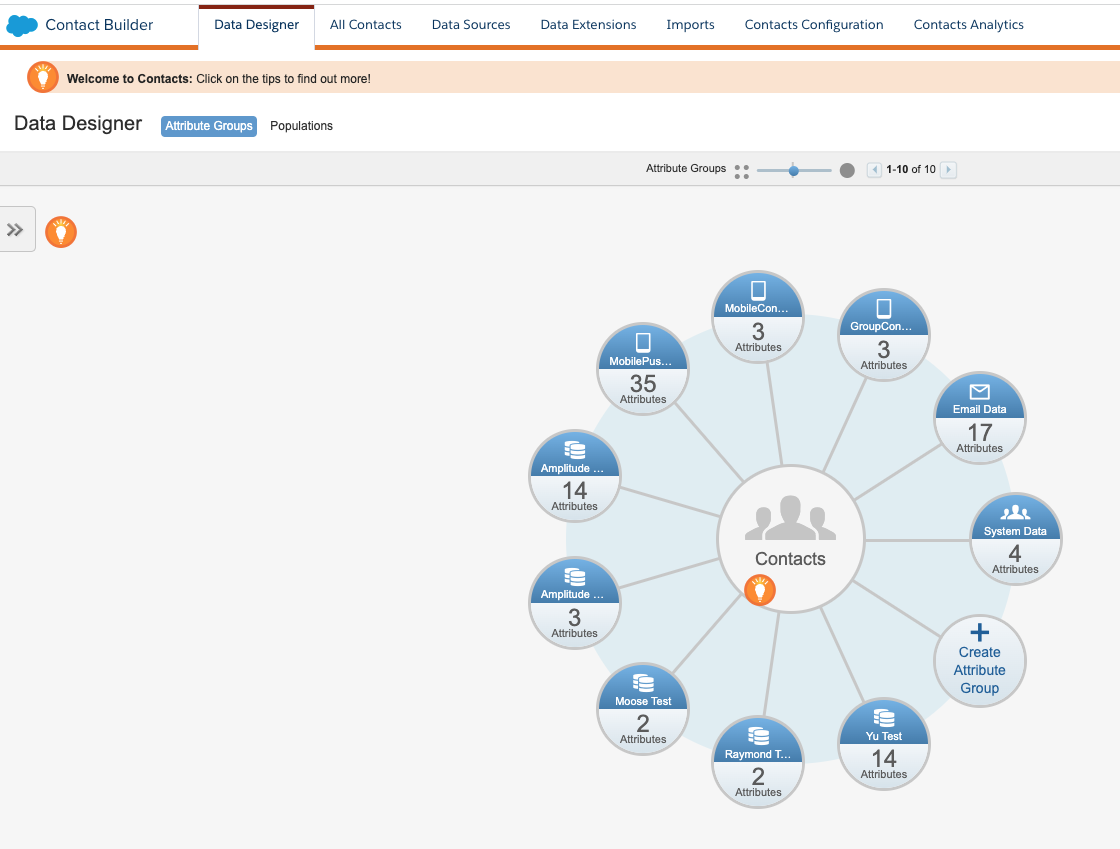 Contact Builder
Data Designer
All Contacts
Data Sources
Data Extensions
Imports
Contacts Configuration
Contacts Analytics
Welcome to Contacts: Click on the tips to find out more!
Data Designer
Attribute Groups
Populations
Attribute Groups
1-10 of 10
MobileCon...
3
Attributes
GroupCon...
3
Attributes
MobilePus...
35
Attributes
Email Data
17
Attributes
Amplitude ...
14
Attributes
System Data
4
Attributes
Contacts
Amplitude ...
3
Attributes
Create
Attribute
Group
Moose Test
2
Attributes
Yu Test
14
Attributes
Raymond T...
2
Attributes